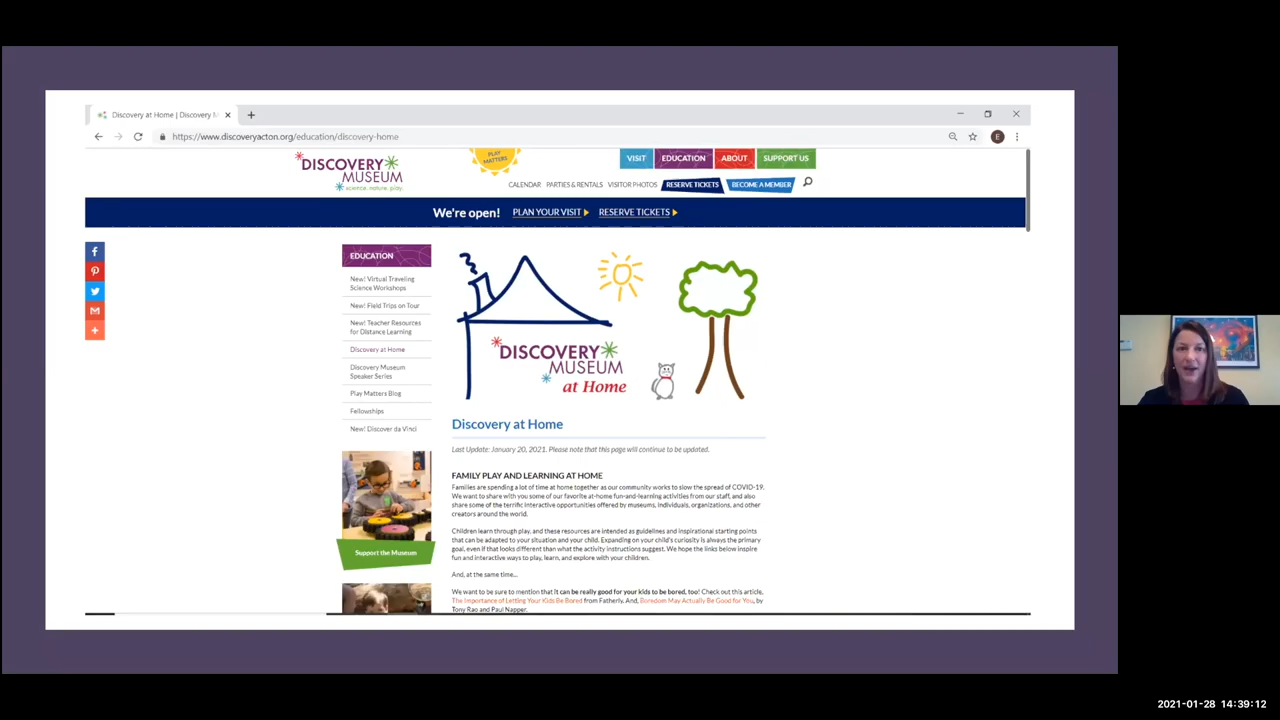 Discovery at Home | Discovery M
https://www.discoveryacton.org/education/discovery-home
E
DISCOVERY
MUSEUM
science. nature. play.
PLAY
MATTERS
VISIT
EDUCATION
ABOUT
SUPPORT US
CALENDAR
PARTIES & RENTALS
VISITOR PHOTOS
RESERVE TICKETS
BECOME A MEMBER
We're open!
PLAN YOUR VISIT
RESERVE TICKETS
EDUCATION
New! Virtual Traveling
Science Workshops
New! Field Trips on Tour
New! Teacher Resources
for Distance Learning
Discovery at Home
Discovery Museum
Speaker Series
Play Matters Blog
Fellowships
New! Discover da Vinci
Support the Museum
DISCOVERY
MUSEUM
at Home
Discovery at Home
Last Update: January 20, 2021. Please note that this page will continue to be updated.
FAMILY PLAY AND LEARNING AT HOME
Families are spending a lot of time at home together as our community works to slow the spread of COVID-19.
We want to share with you some of our favorite at-home fun-and-learning activities from our staff, and also
share some of the terrific interactive opportunities offered by museums, individuals, organizations, and other
creators around the world.
Children learn through play, and these resources are intended as guidelines and inspirational starting points
that can be adapted to your situation and your child. Expanding on your child's curiosity is always the primary
goal, even if that looks different than what the activity instructions suggest. We hope the links below inspire
fun and interactive ways to play, learn, and explore with your children.
And, at the same time...
We want to be sure to mention that it can be really good for your kids to be bored, too! Check out this article,
The Importance of Letting Your Kids Be Bored from Fatherly. And, Boredom May Actually Be Good for You, by
Tony Rao and Paul Napper.
2021-01-28 14:39:12